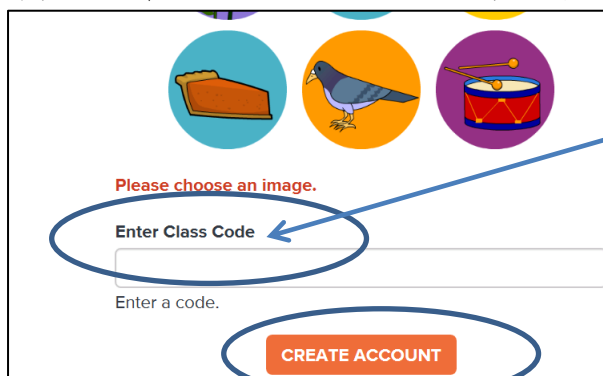 Please choose an image.
Enter Class Code
Enter a code.
CREATE ACCOUNT